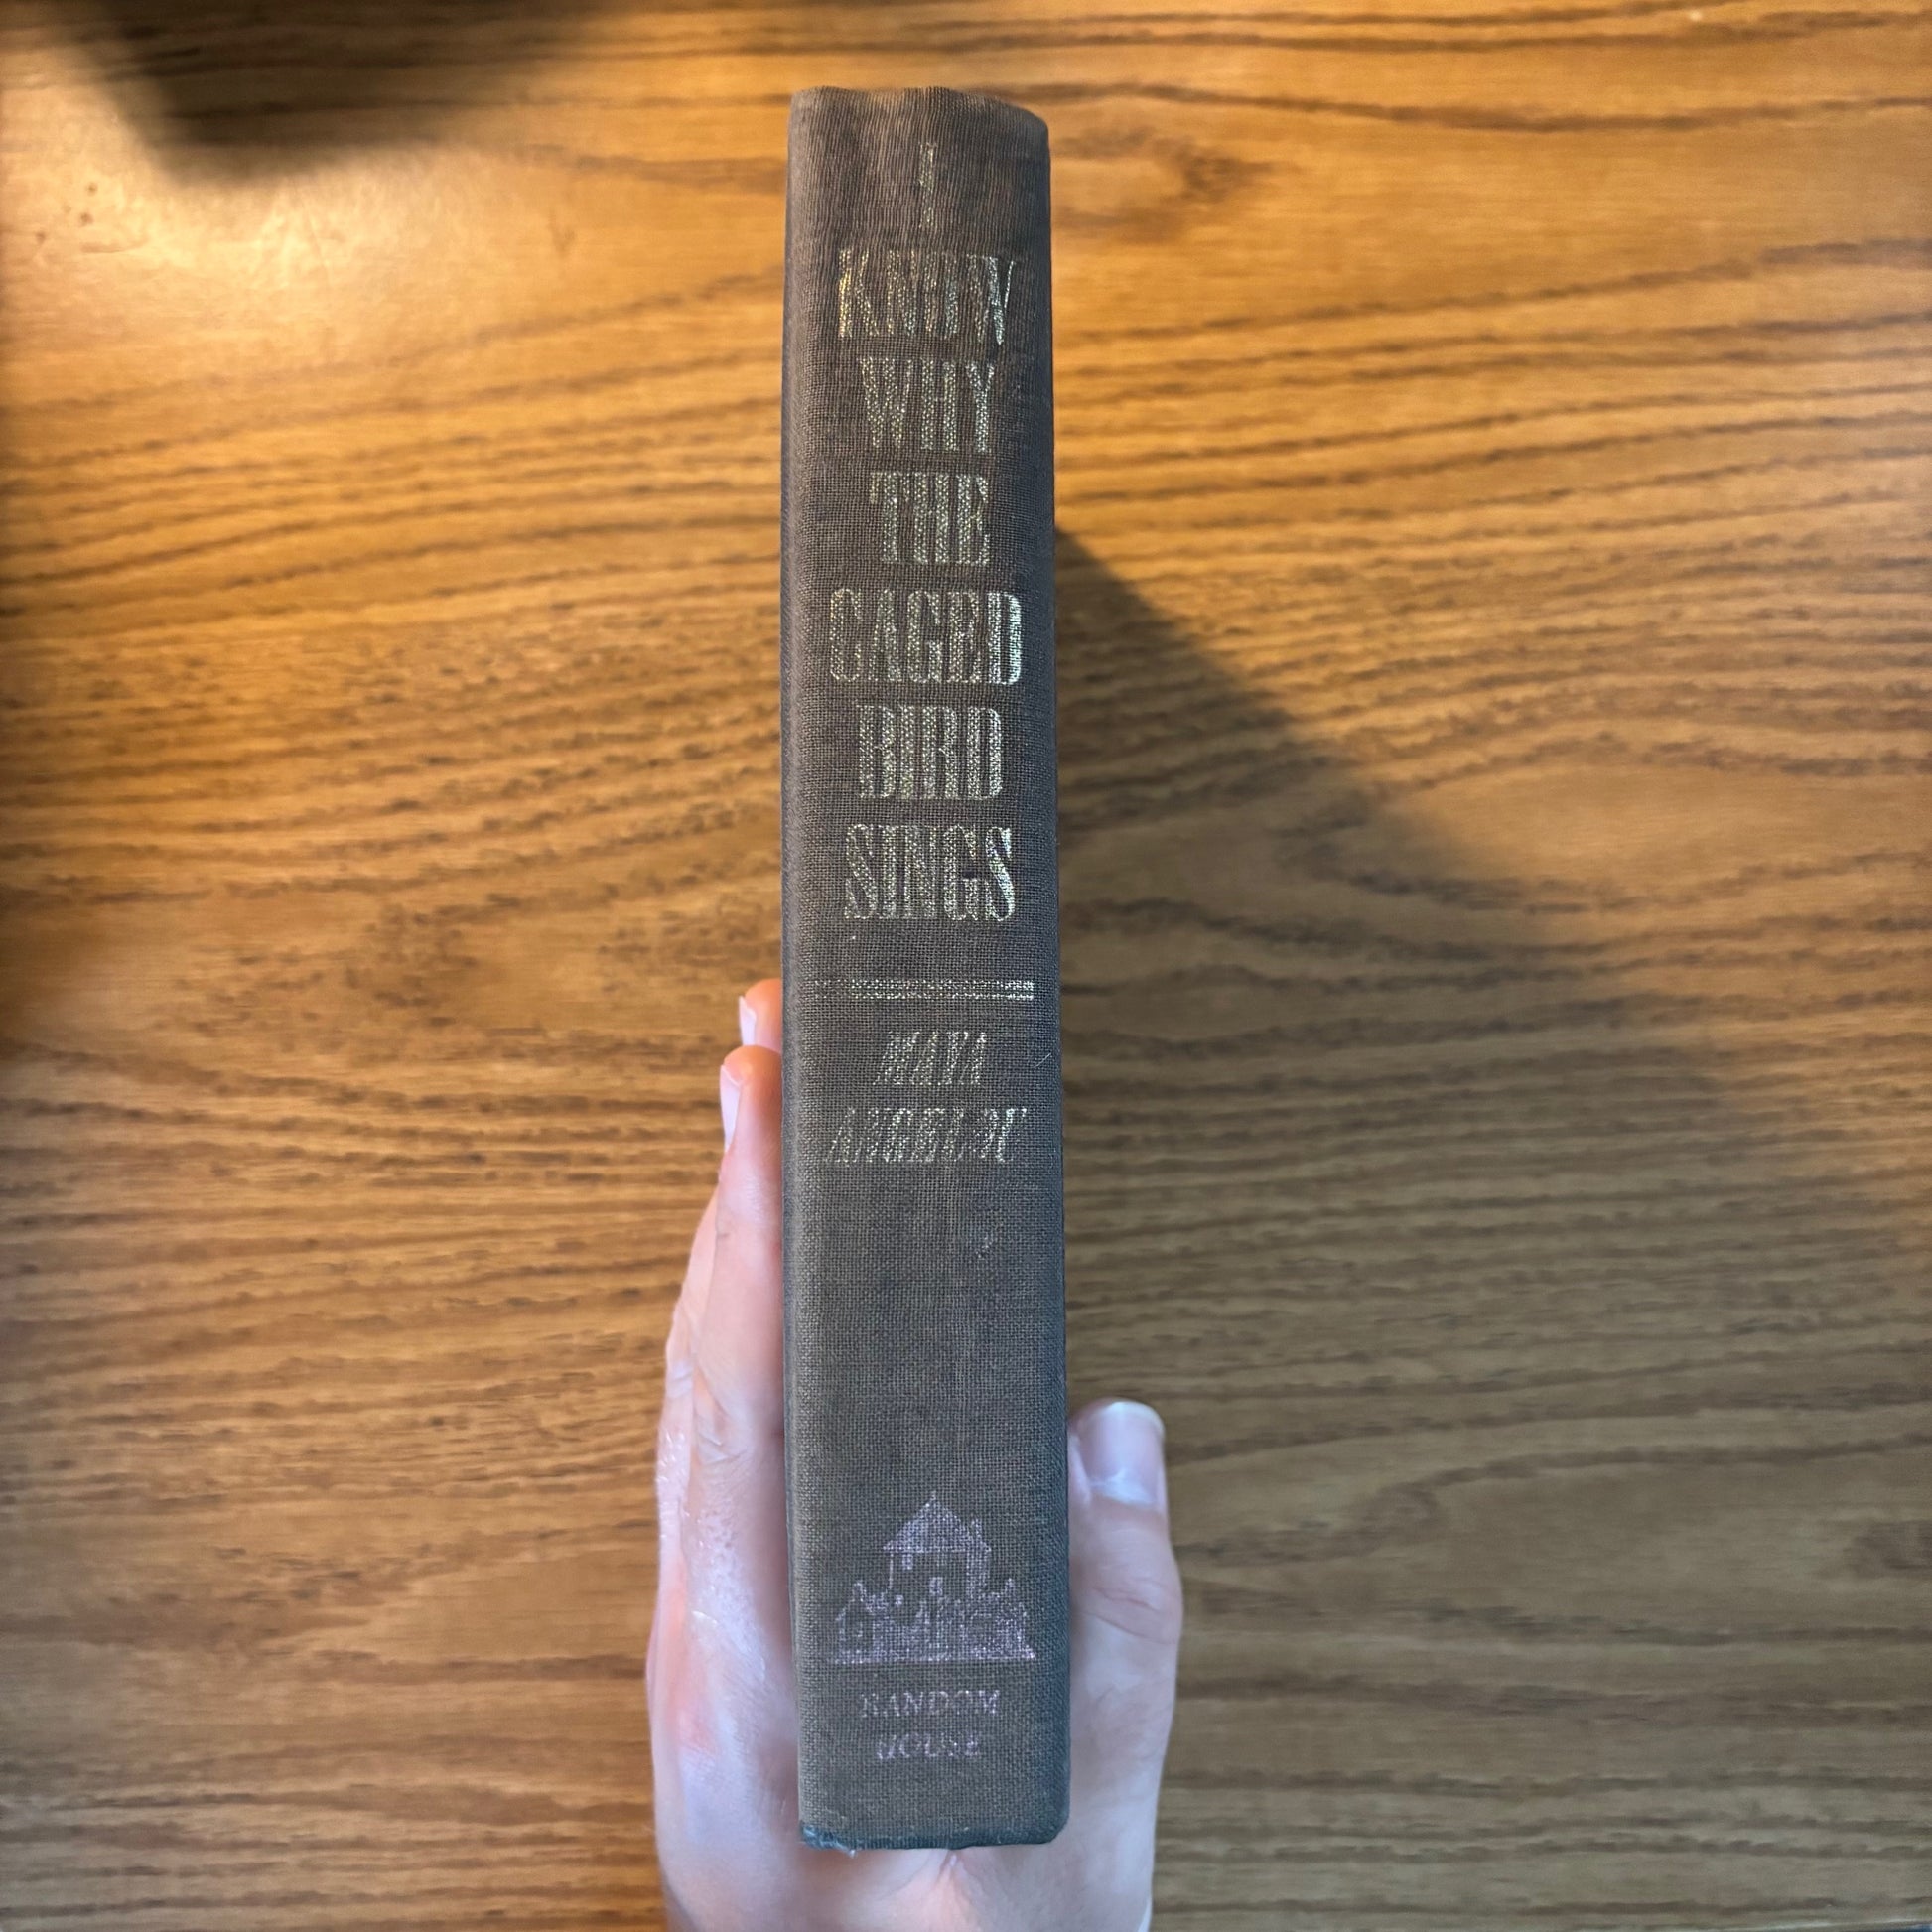 I
KNOW
WHY
THE
CAGED
BIRD
SINGS
MAYA
ANGELOU
RANDOM
HOUSE